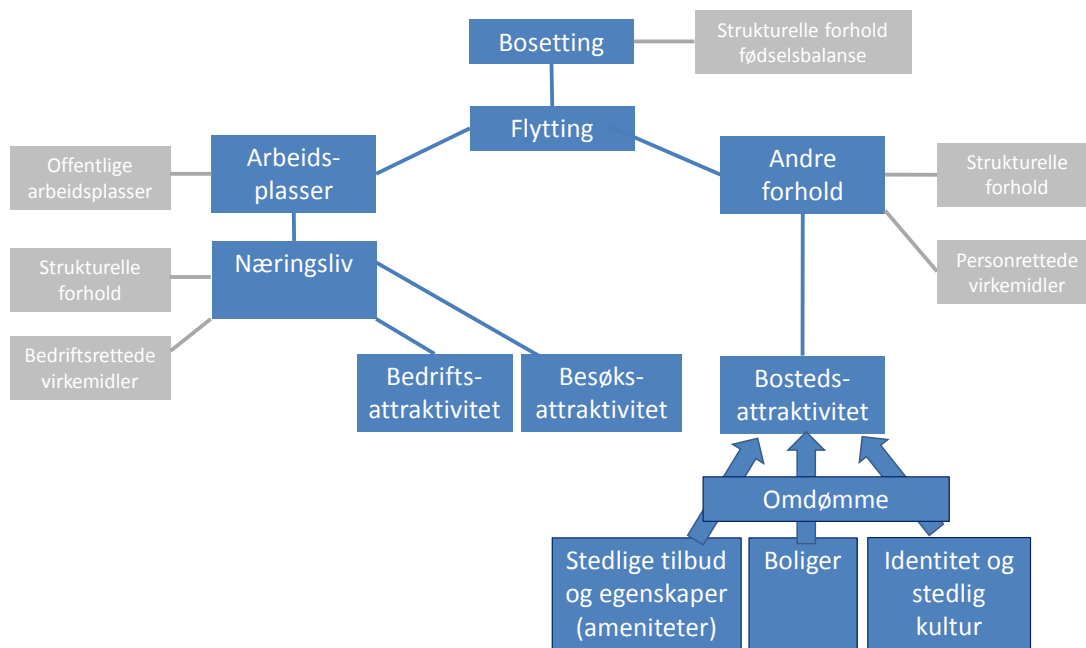 Bosetting
Strukturelle forhold
fødselsbalanse
Flytting
Offentlige
arbeidsplasser
Arbeids-
plasser
Andre
forhold
Strukturelle
forhold
Strukturelle
forhold
Næringsliv
Personrettede
virkemidler
Bedriftsrettede
virkemidler
Bedrifts-
attraktivitet
Besøks-
attraktivitet
Bosteds-
attraktivitet
Omdømme
Stedlige tilbud
og egenskaper
(ameniteter)
Boliger
Identitet og
stedlig
kultur